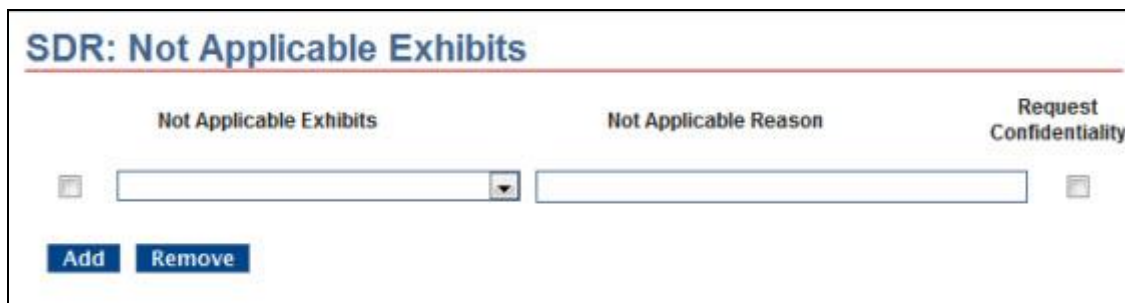 SDR: Not Applicable Exhibits
Not Applicable Exhibits Not Applicable Reason Request Confidentiality
Add Remove